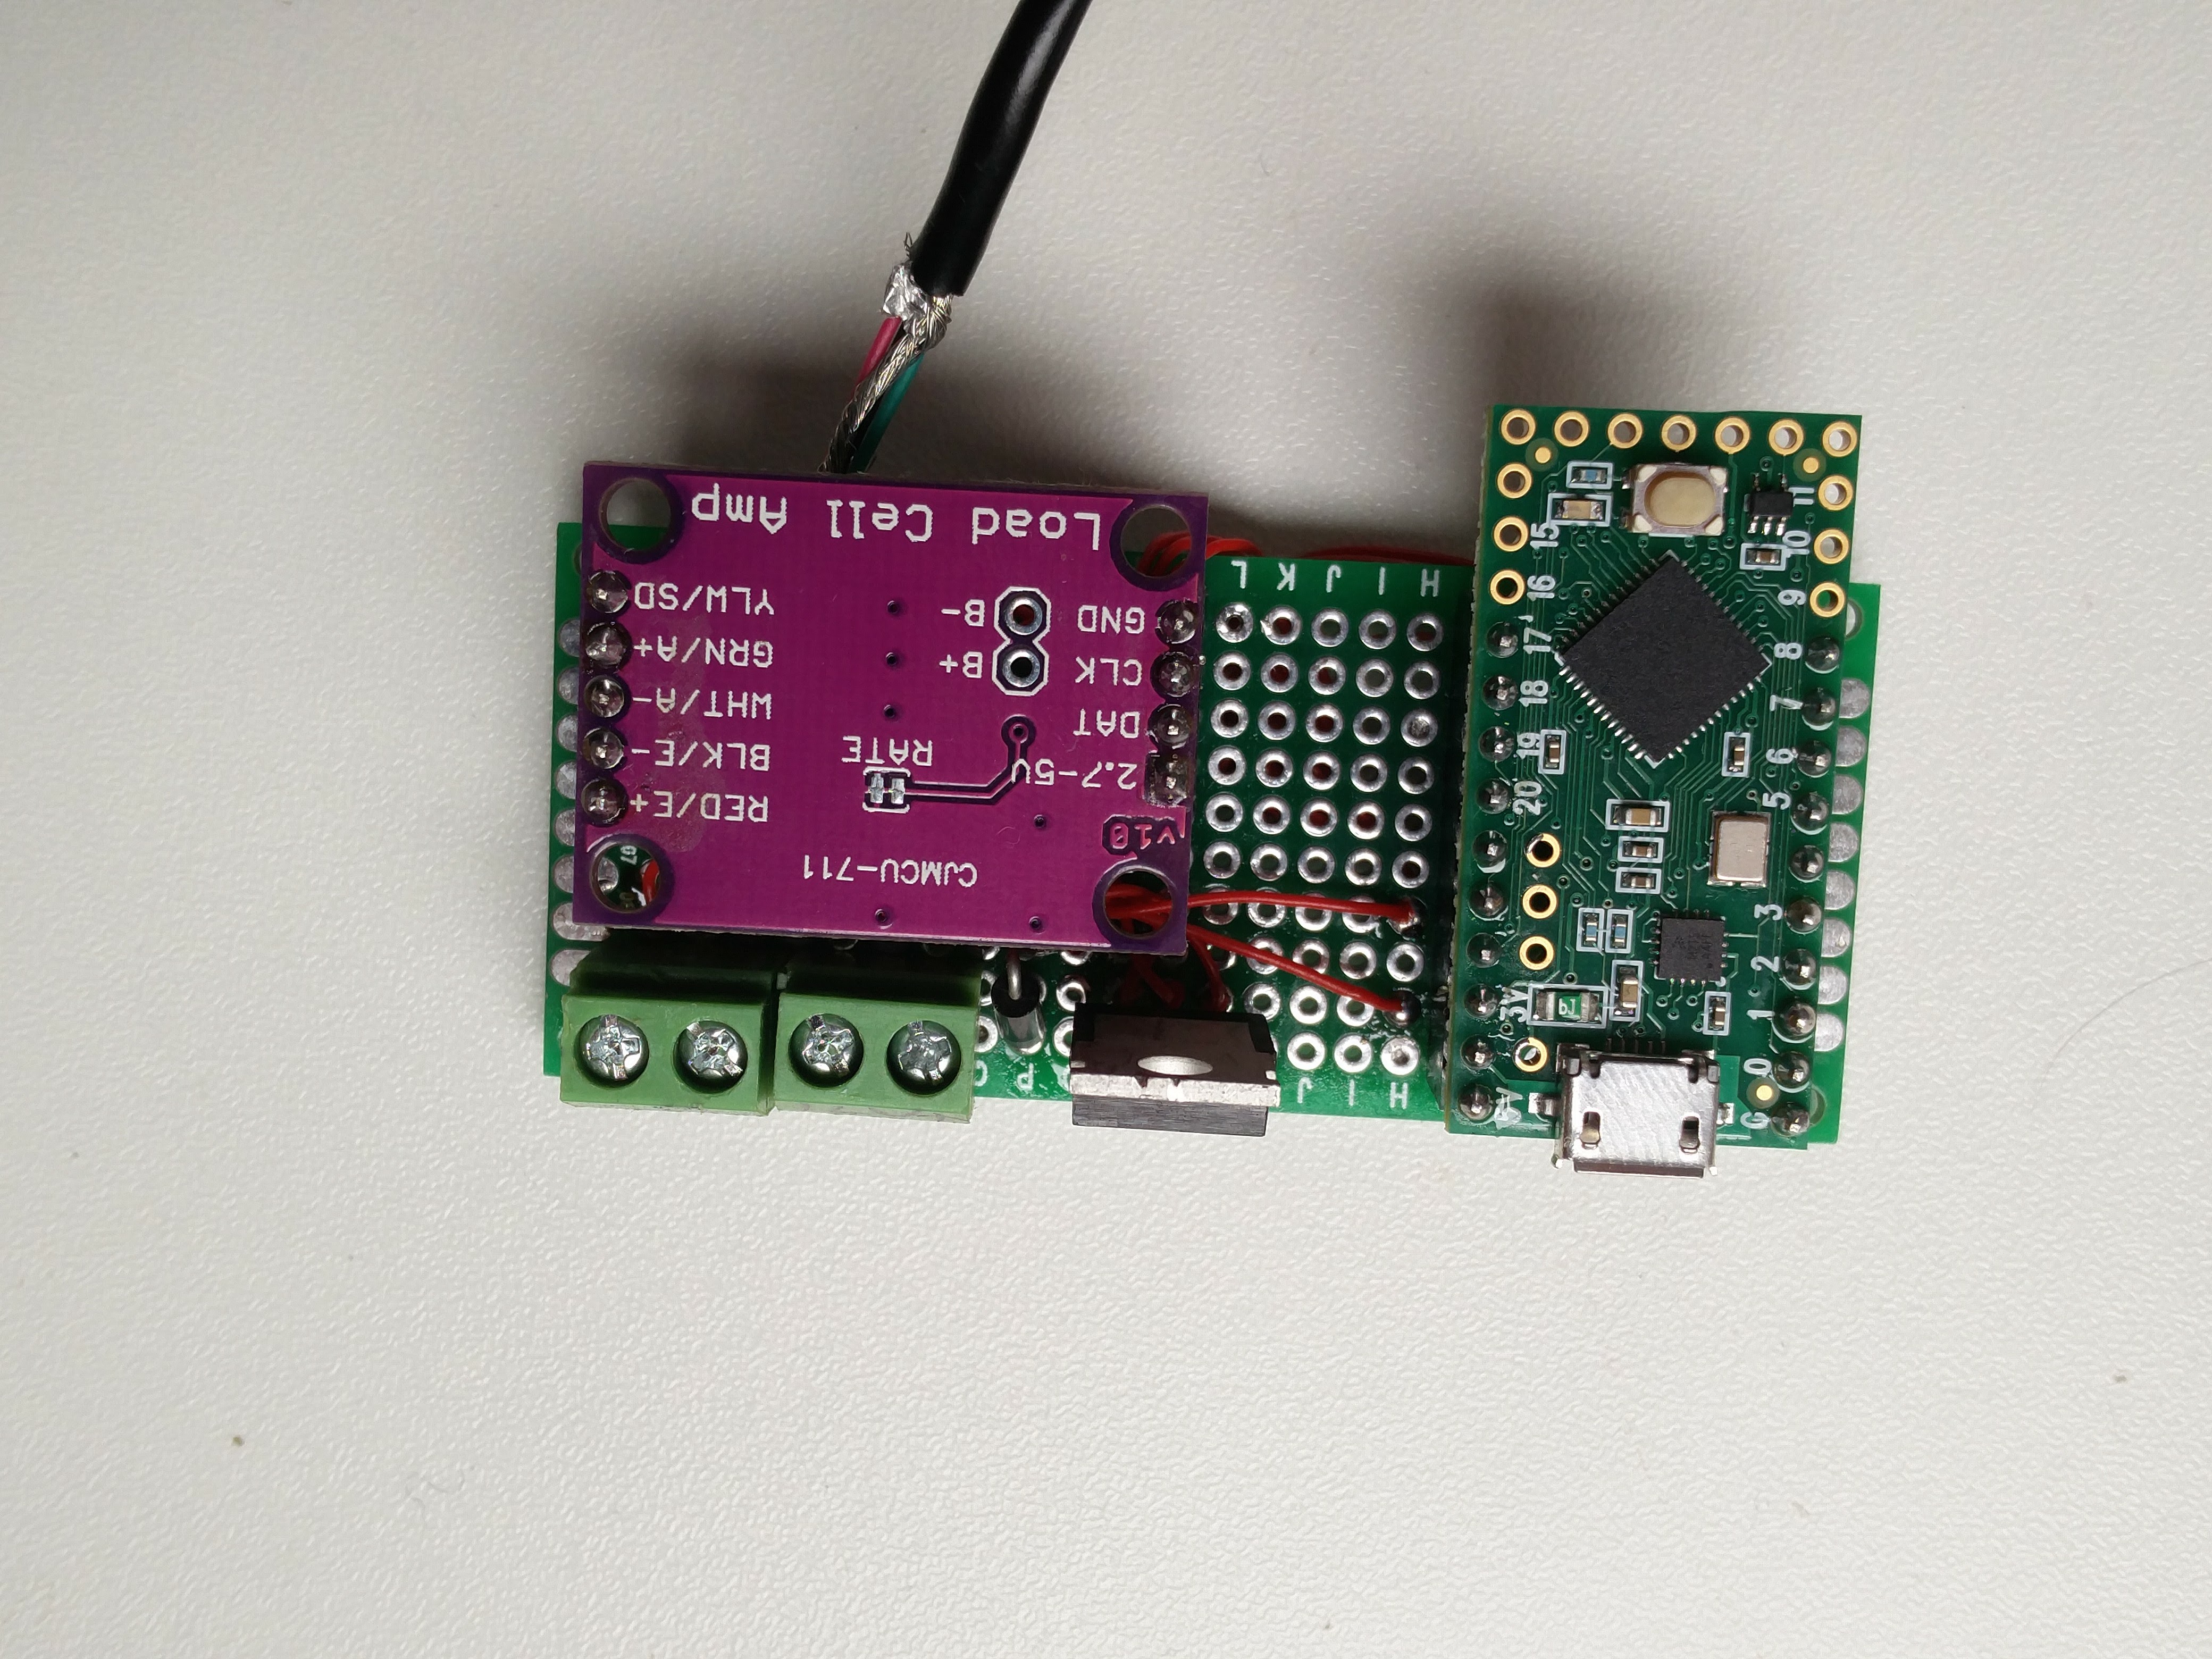 G
5V
0
1
3V
2
3
5
20
6
19
7
18
8
17
9
16
10
15
11
H I J
P
H I J K L
CJMCU-711
v10
2.7-5V
DAT
CLK
GND
RATE
B+
B-
RED/E+
BLK/E-
WHT/A-
GRN/A+
YLW/SD
Load Cell Amp